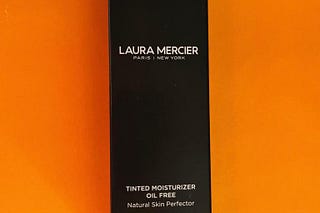 LAURA MERCIER
PARIS | NEW YORK
TINTED MOISTURIZER
OIL FREE
Natural Skin Perfector